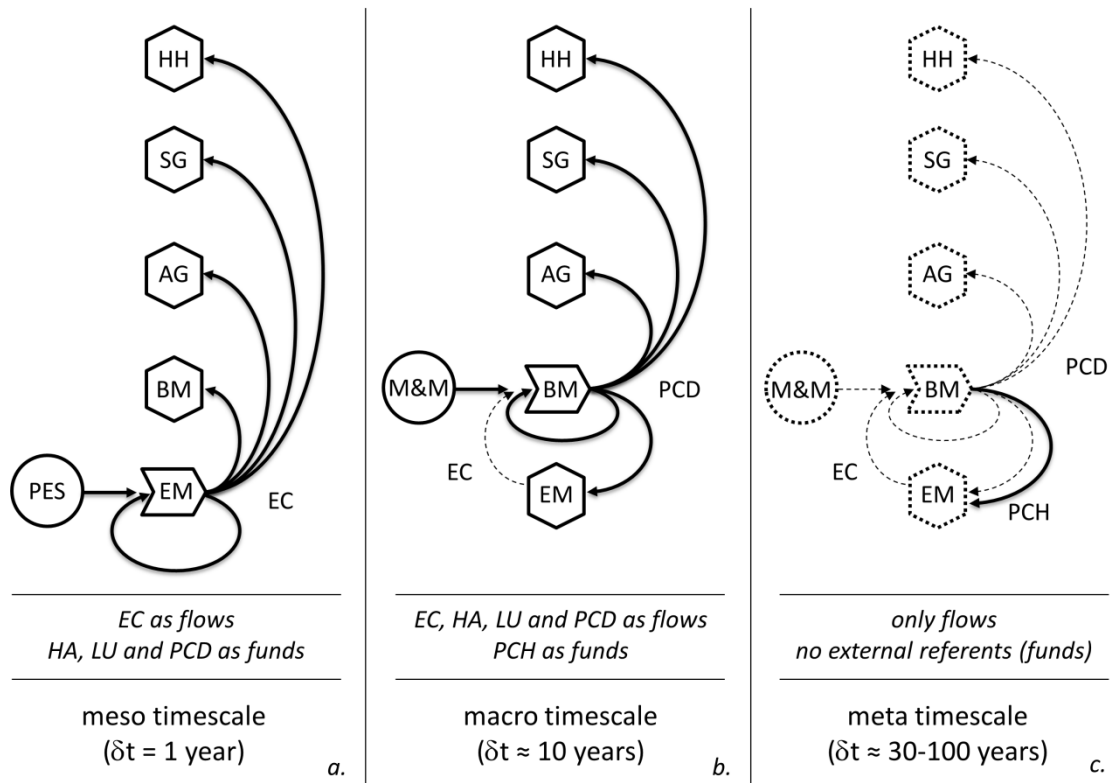 HH
SG
AG
BM
PES
EM
EC
EC as flows
HA, LU and PCD as funds
meso timescale
(δt = 1 year)
a.
HH
SG
AG
M&M
BM
PCD
EC
EM
EC, HA, LU and PCD as flows
PCH as funds
macro timescale
(δt ≈ 10 years)
b.
HH
SG
AG
M&M
BM
PCD
EC
EM
PCH
only flows
no external referents (funds)
meta timescale
(δt ≈ 30-100 years)
c.